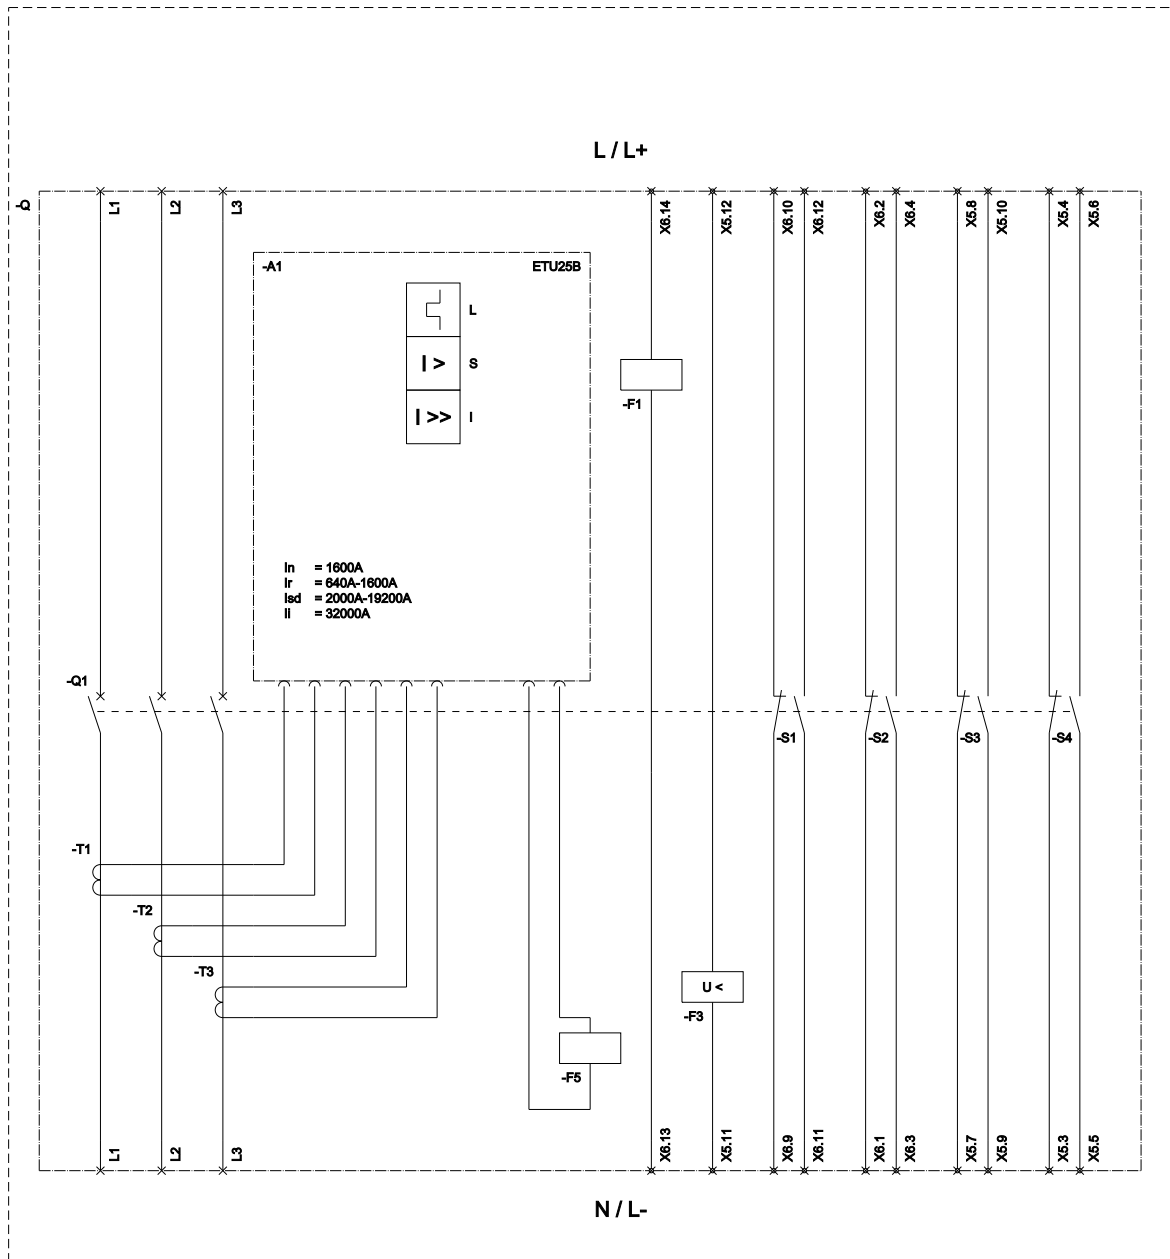 L / L+
-Q
L1
L2
L3
X6.14
X5.12
X6.10
X6.12
X6.2
X6.4
X5.8
X5.10
X5.4
X5.6
-A1 ETU25B
L
I > S
I >> I
-F1
In = 1600A
Ir = 640A-1600A
Isd = 2000A-19200A
Ii = 32000A
-Q1
-S1
-S2
-S3
-S4
-T1
-T2
-T3
U <
-F3
-F5
L1
L2
L3
X6.13
X5.11
X6.9
X6.11
X6.1
X6.3
X5.7
X5.9
X5.3
X5.5
N / L-